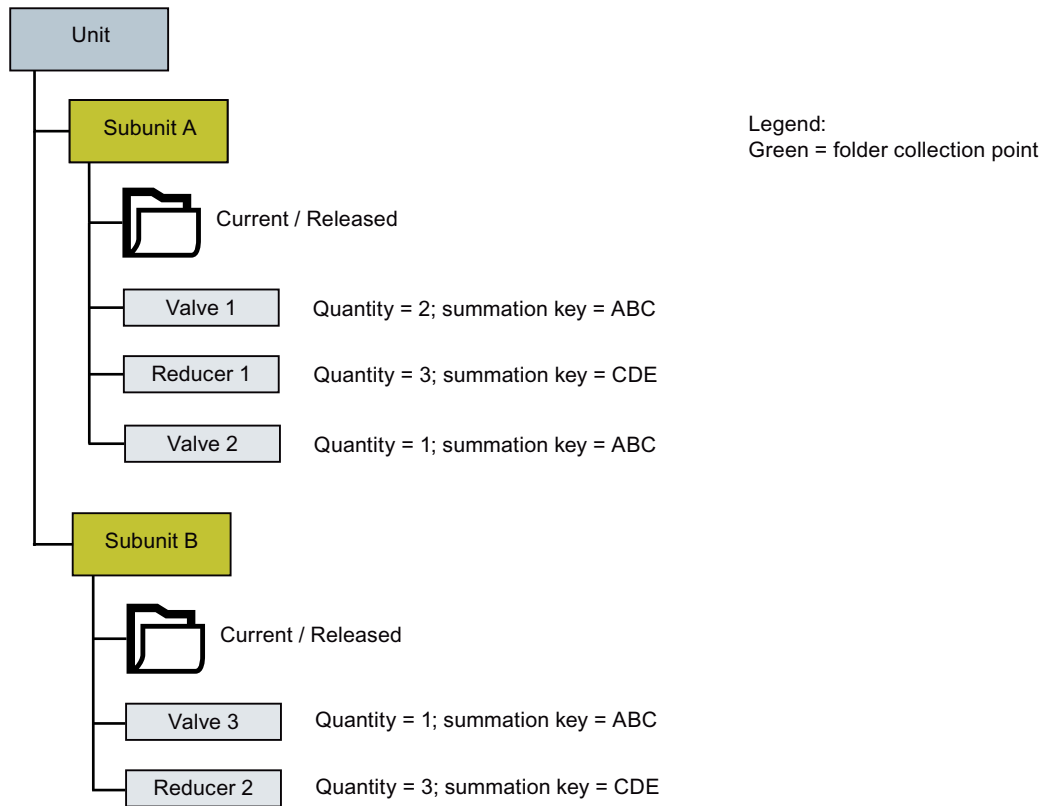 Unit
Subunit A
Legend:
Green = folder collection point
Current / Released
Valve 1
Quantity = 2; summation key = ABC
Reducer 1
Quantity = 3; summation key = CDE
Valve 2
Quantity = 1; summation key = ABC
Subunit B
Current / Released
Valve 3
Quantity = 1; summation key = ABC
Reducer 2
Quantity = 3; summation key = CDE